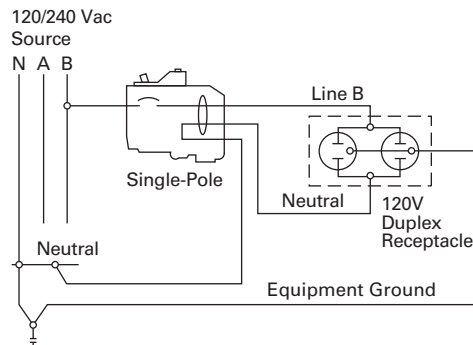 120/240 Vac
Source
N A B
Line B
Single-Pole
Neutral
120V
Duplex
Receptacle
Neutral
Equipment Ground